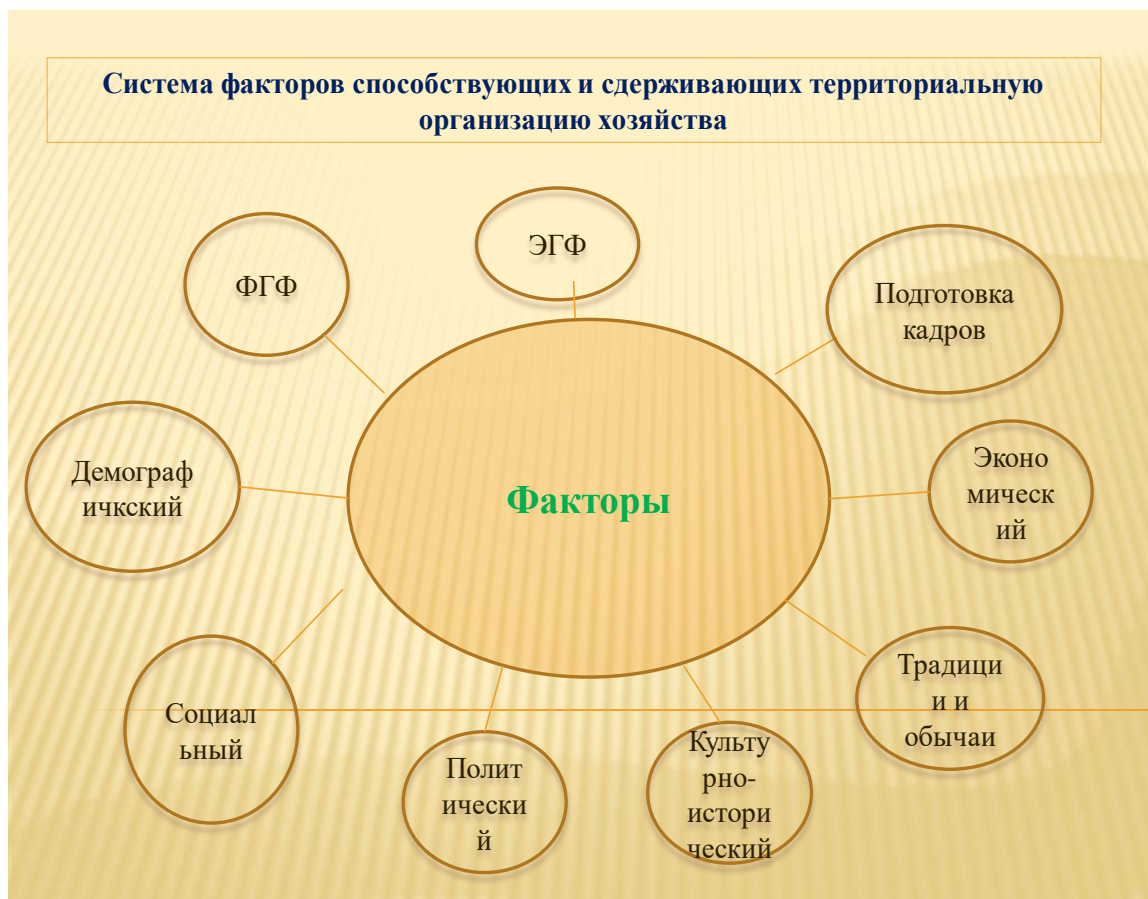 Система факторов способствующих и сдерживающих территориальную
организацию хозяйства
ЭГФ
ФГФ
Подготовка
кадров
Демограф
ичкский
Факторы
Эконо
мическ
ий
Социал
ьный
Полит
ически
й
Культу
рно-
истори
ческий
Традици
и и
обычаи